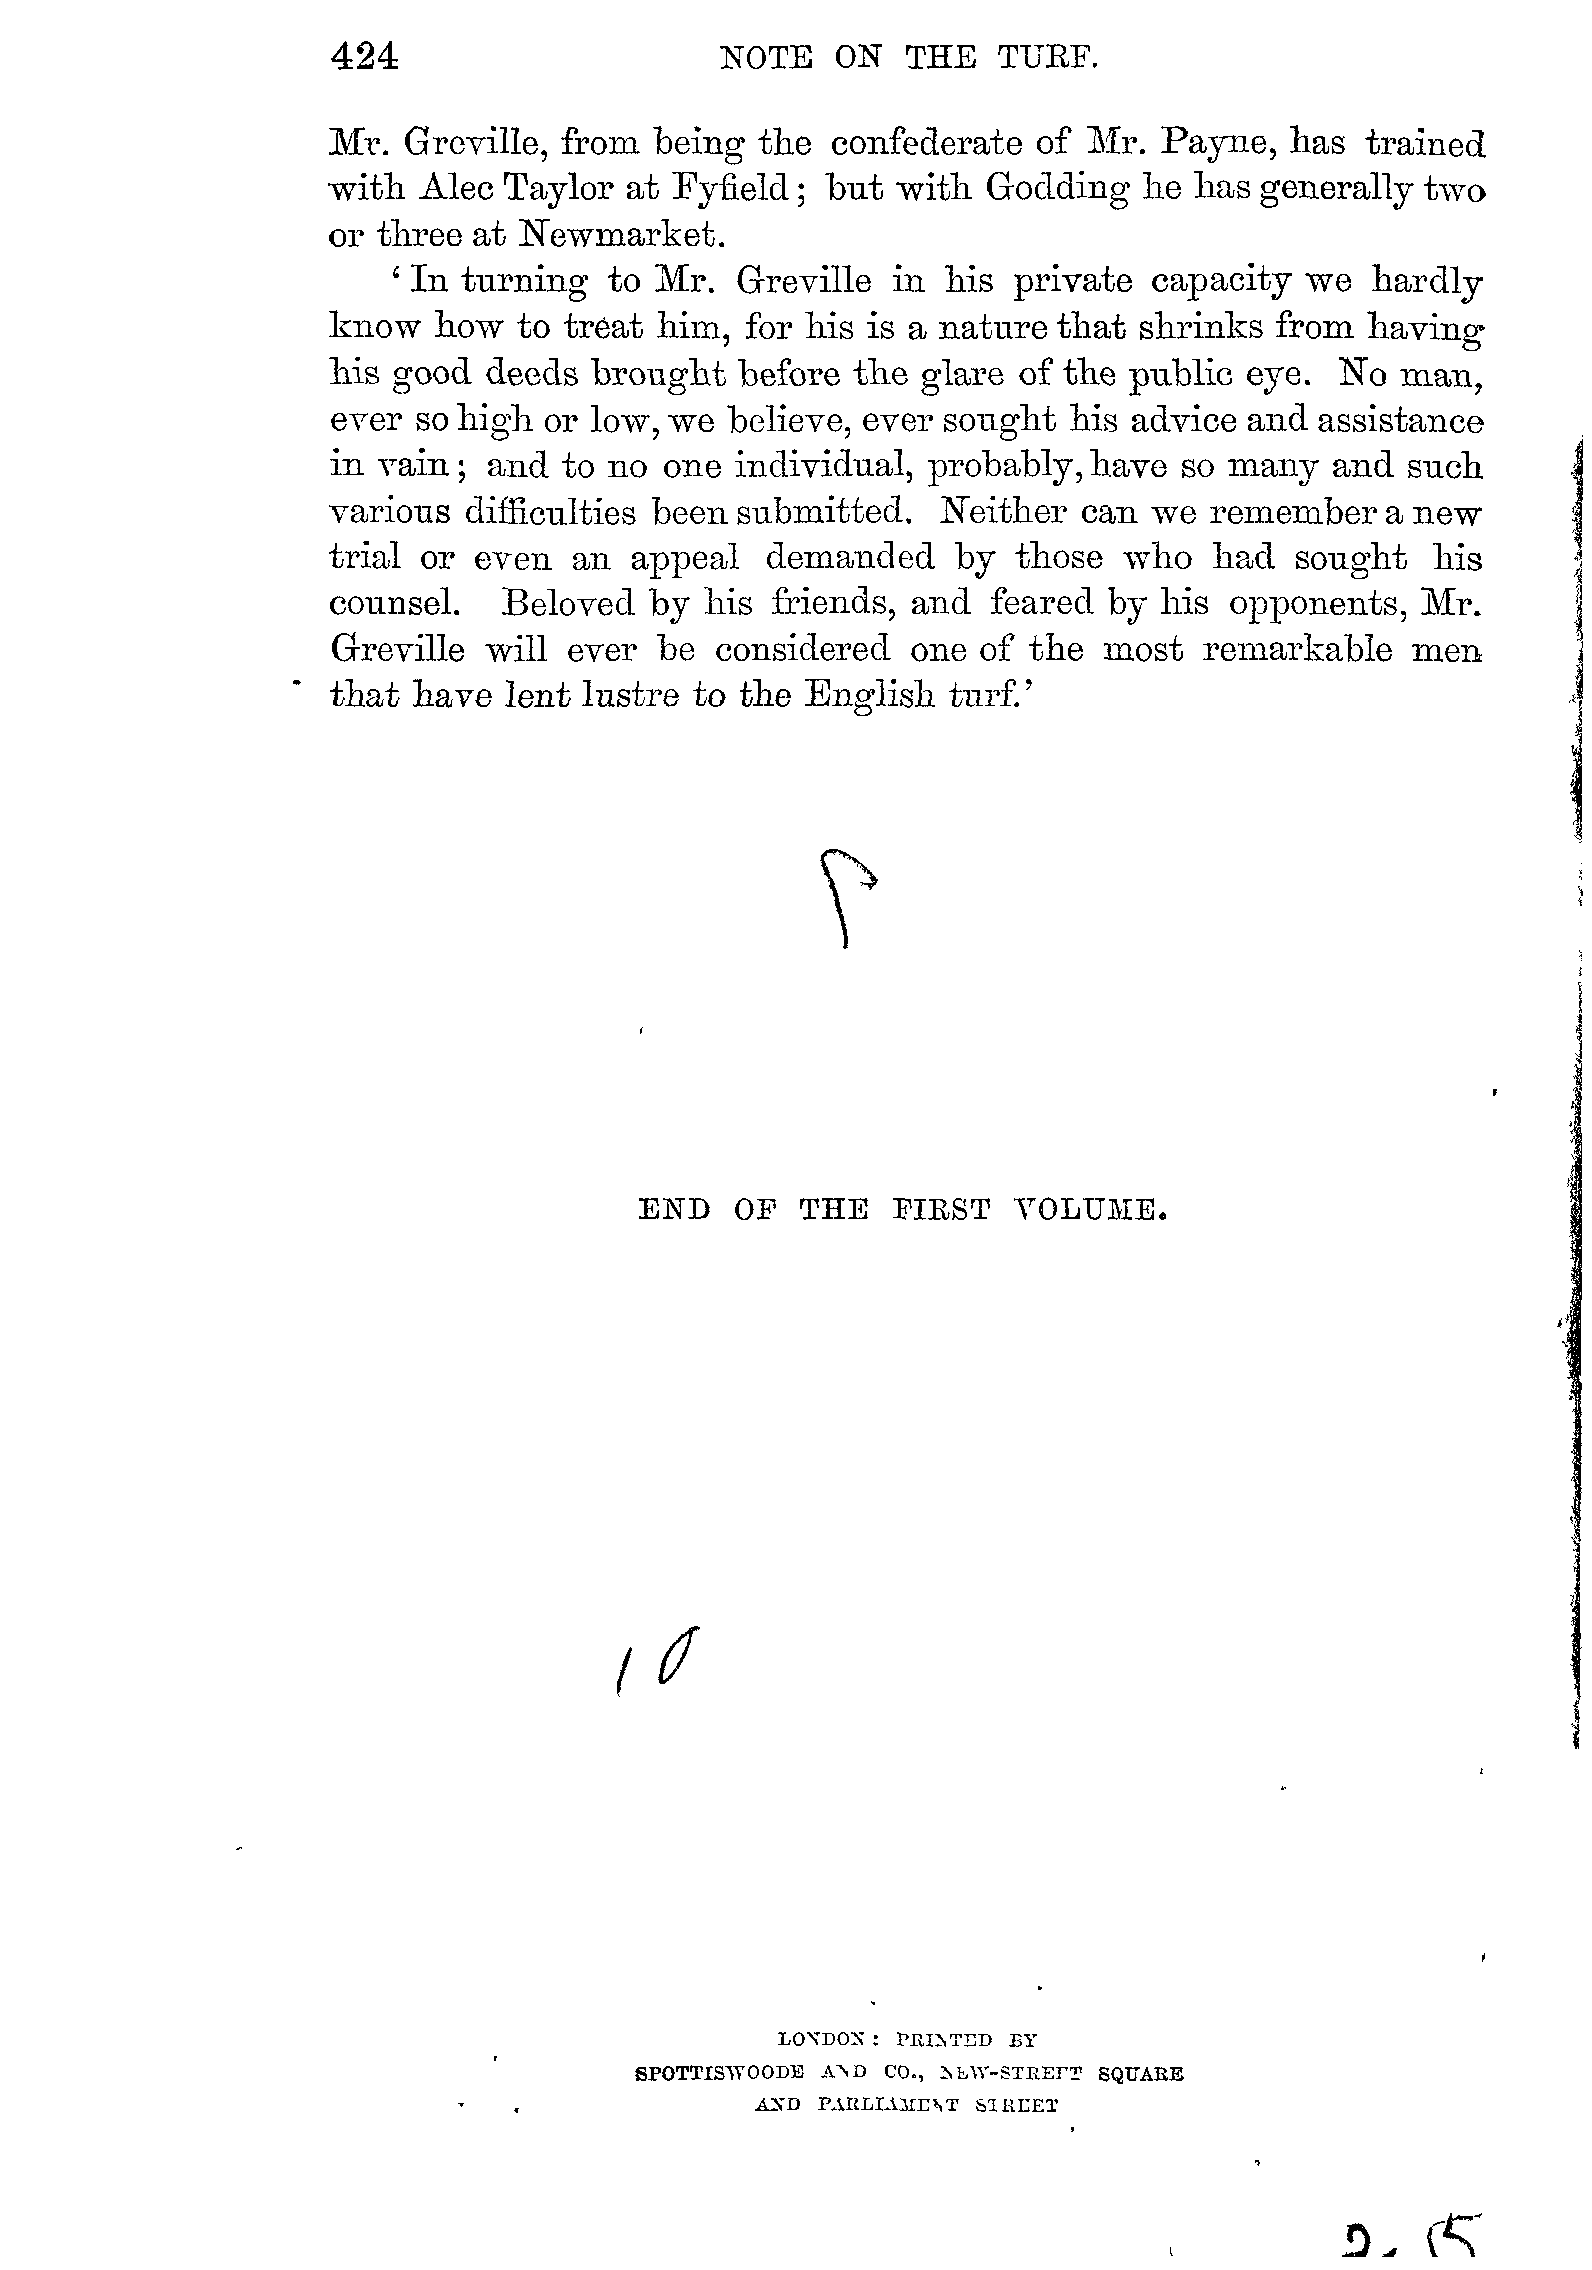 424 NOTE ON THE TURF.
Mr. Greville, from being the confederate of Mr. Payne, has trained
with Alec Taylor at Fyfield; but with Godding he has generally two
or three at Newmarket.
‘In turning to Mr. Greville in his private capacity we hardly
know how to treat him, for his is a nature that shrinks from having
his good deeds brought before the glare of the public eye. No man,
ever so high or low, we believe, ever sought his advice and assistance
in vain; and to no one individual, probably, have so many and such
various difficulties been submitted. Neither can we remember a new
trial or even an appeal demanded by those who had sought his
counsel. Beloved by his friends, and feared by his opponents, Mr.
Greville will ever be considered one of the most remarkable men
that have lent lustre to the English turf.’
END OF THE FIRST VOLUME.
10
LONDON: PRINTED BY
SPOTTISWOODE AND CO., NEW-STREET SQUARE
AND PARLIAMENT STREET